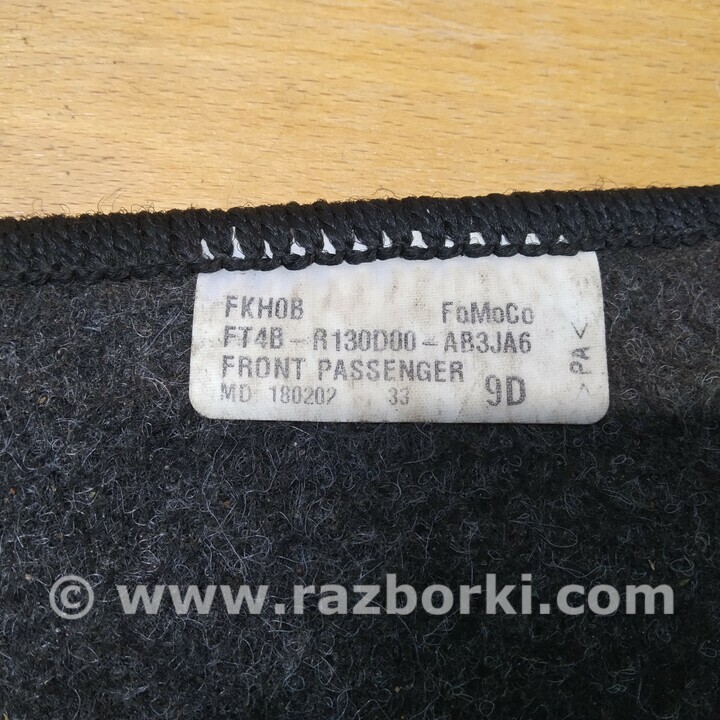 FKH0B FoMoCo
FT4B-R130D00-AB3JA6
FRONT PASSENGER
MD 180202 33 9D
>PA<
© www.razborki.com